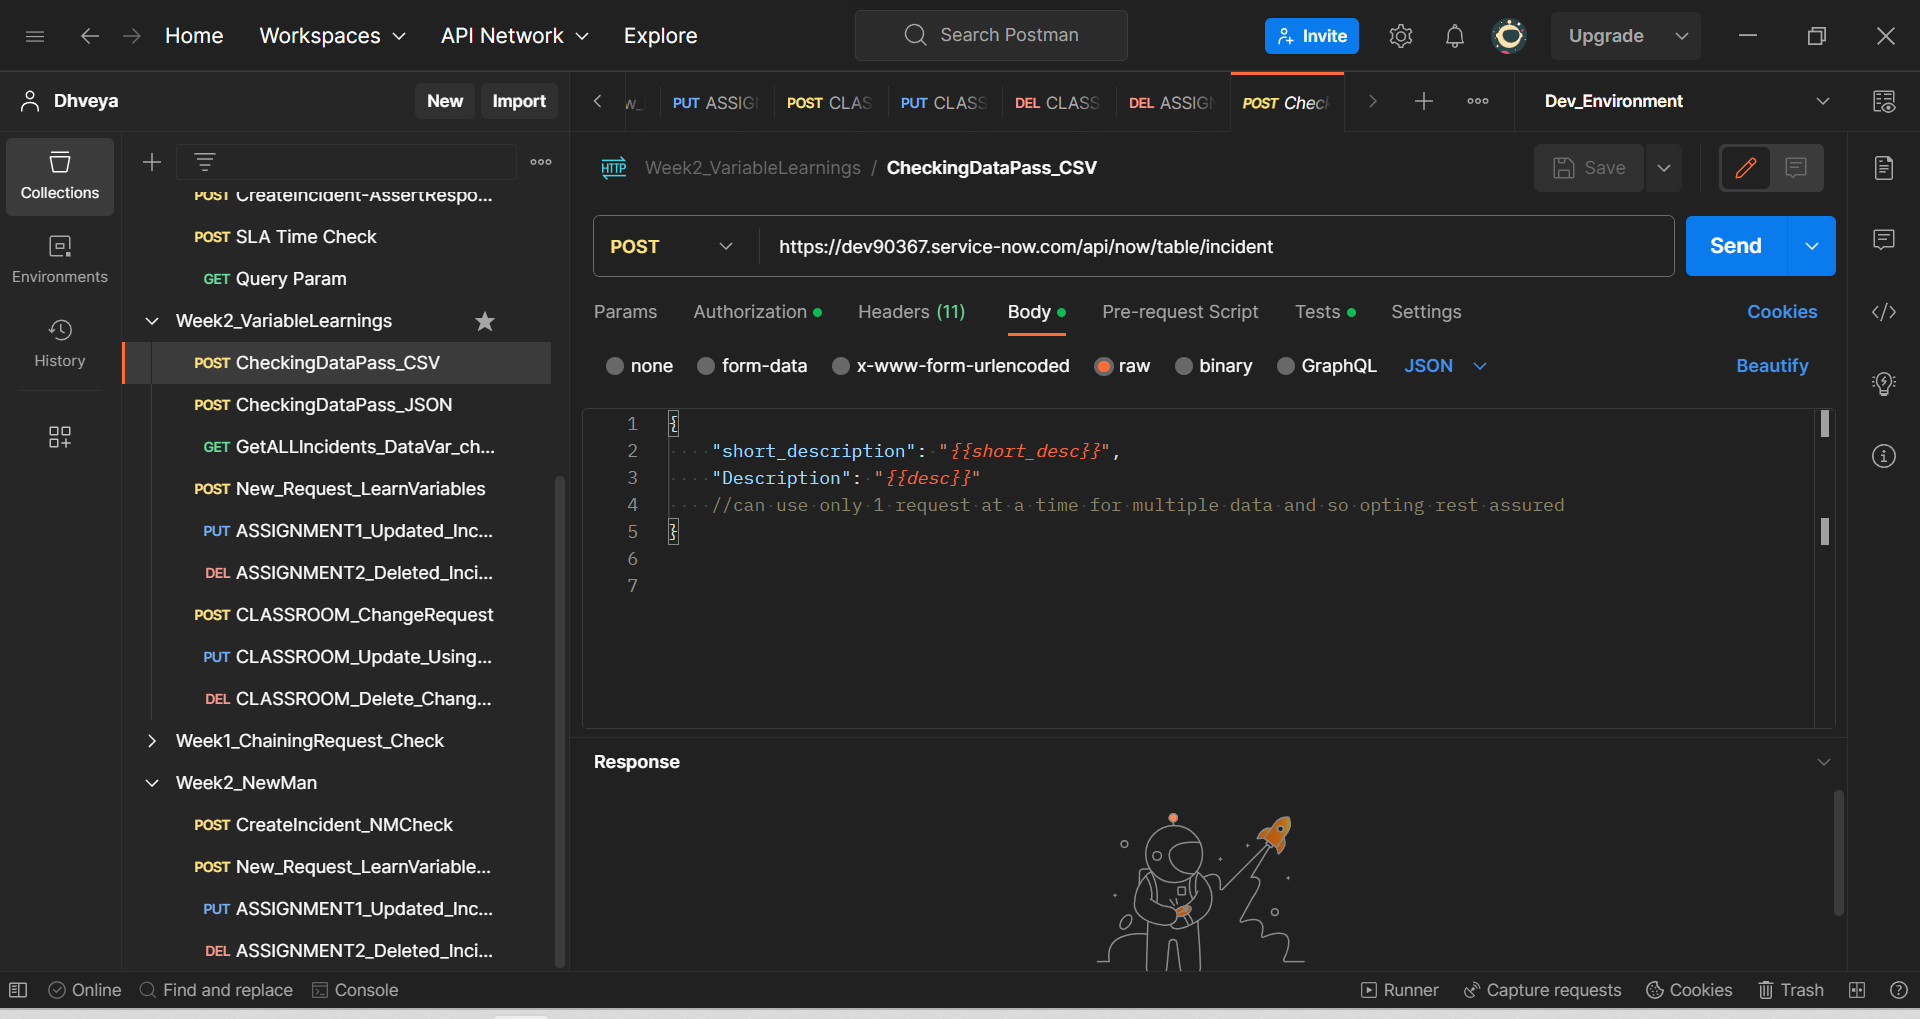 Home Workspaces API Network Explore Search Postman Invite Upgrade
Dhveya New Import
PUT ASSIG POST CLAS PUT CLASS DEL CLASS DEL ASSIG POST Chec Dev_Environment
Collections
Environments
History
POST CreateIncident-AssertRespo...
POST SLA Time Check
GET Query Param
Week2_VariableLearnings
POST CheckingDataPass_CSV
POST CheckingDataPass_JSON
GET GetALLIncidents_DataVar_ch...
POST New_Request_LearnVariables
PUT ASSIGNMENT1_Updated_Inc...
DEL ASSIGNMENT2_Deleted_Inci...
POST CLASSROOM_ChangeRequest
PUT CLASSROOM_Update_Using...
DEL CLASSROOM_Delete_Chang...
Week1_ChainingRequest_Check
Week2_NewMan
POST CreateIncident_NMCheck
POST New_Request_LearnVariable...
PUT ASSIGNMENT1_Updated_Inc...
DEL ASSIGNMENT2_Deleted_Inci...
HTTP Week2_VariableLearnings / CheckingDataPass_CSV Save
POST https://dev90367.service-now.com/api/now/table/incident Send
Params Authorization Headers (11) Body Pre-request Script Tests Settings Cookies
none form-data x-www-form-urlencoded raw binary GraphQL JSON Beautify
1 {
2 "short_description": "{{short_desc}}",
3 "Description": "{{desc}}"
4 //can use only 1 request at a time for multiple data and so opting rest assured
5 }
6
7
Response
Online Find and replace Console Runner Capture requests Cookies Trash